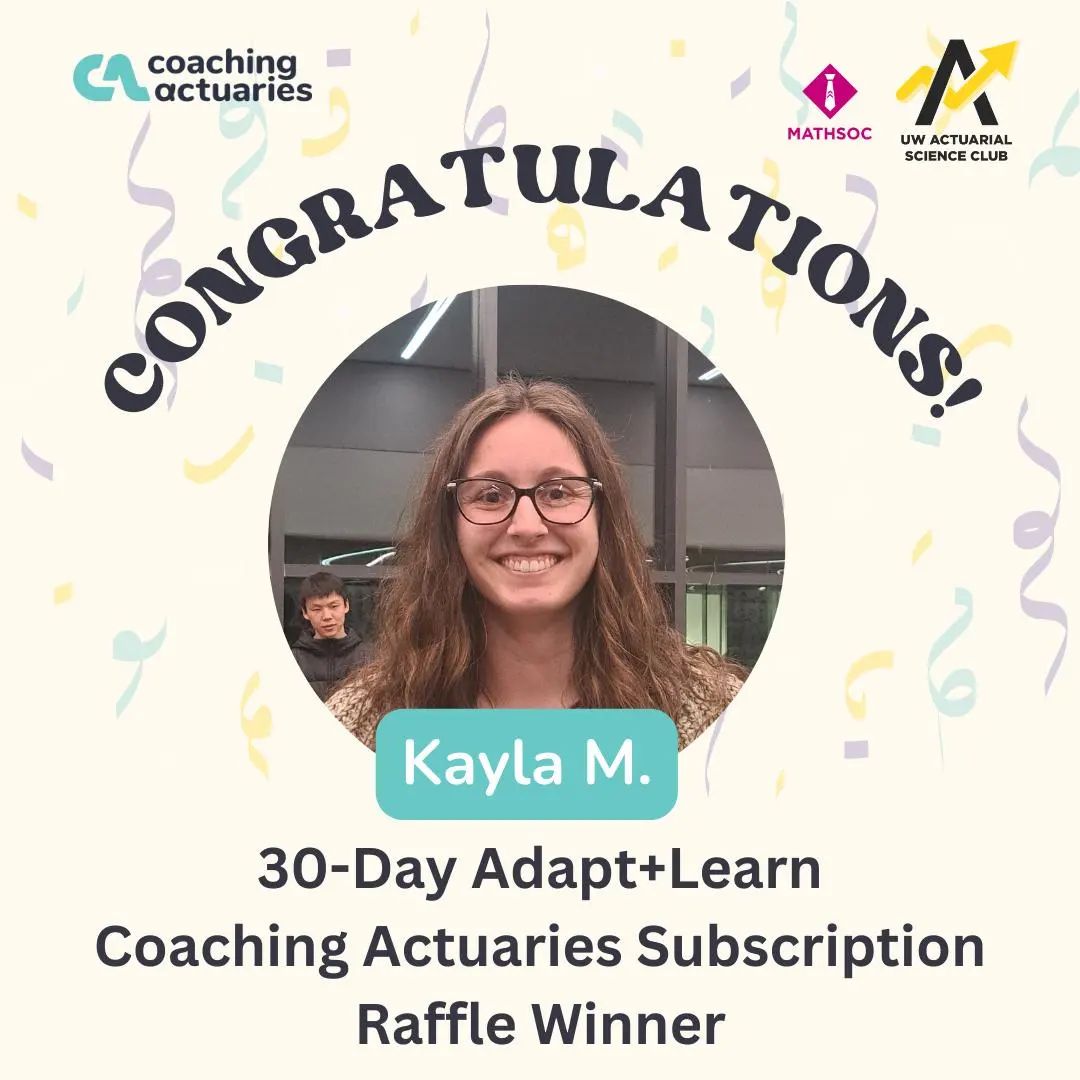 coaching
actuaries
MATHSOC
UW ACTUARIAL
SCIENCE CLUB
CONGRATULATIONS!
Kayla M.
30-Day Adapt+Learn
Coaching Actuaries Subscription
Raffle Winner